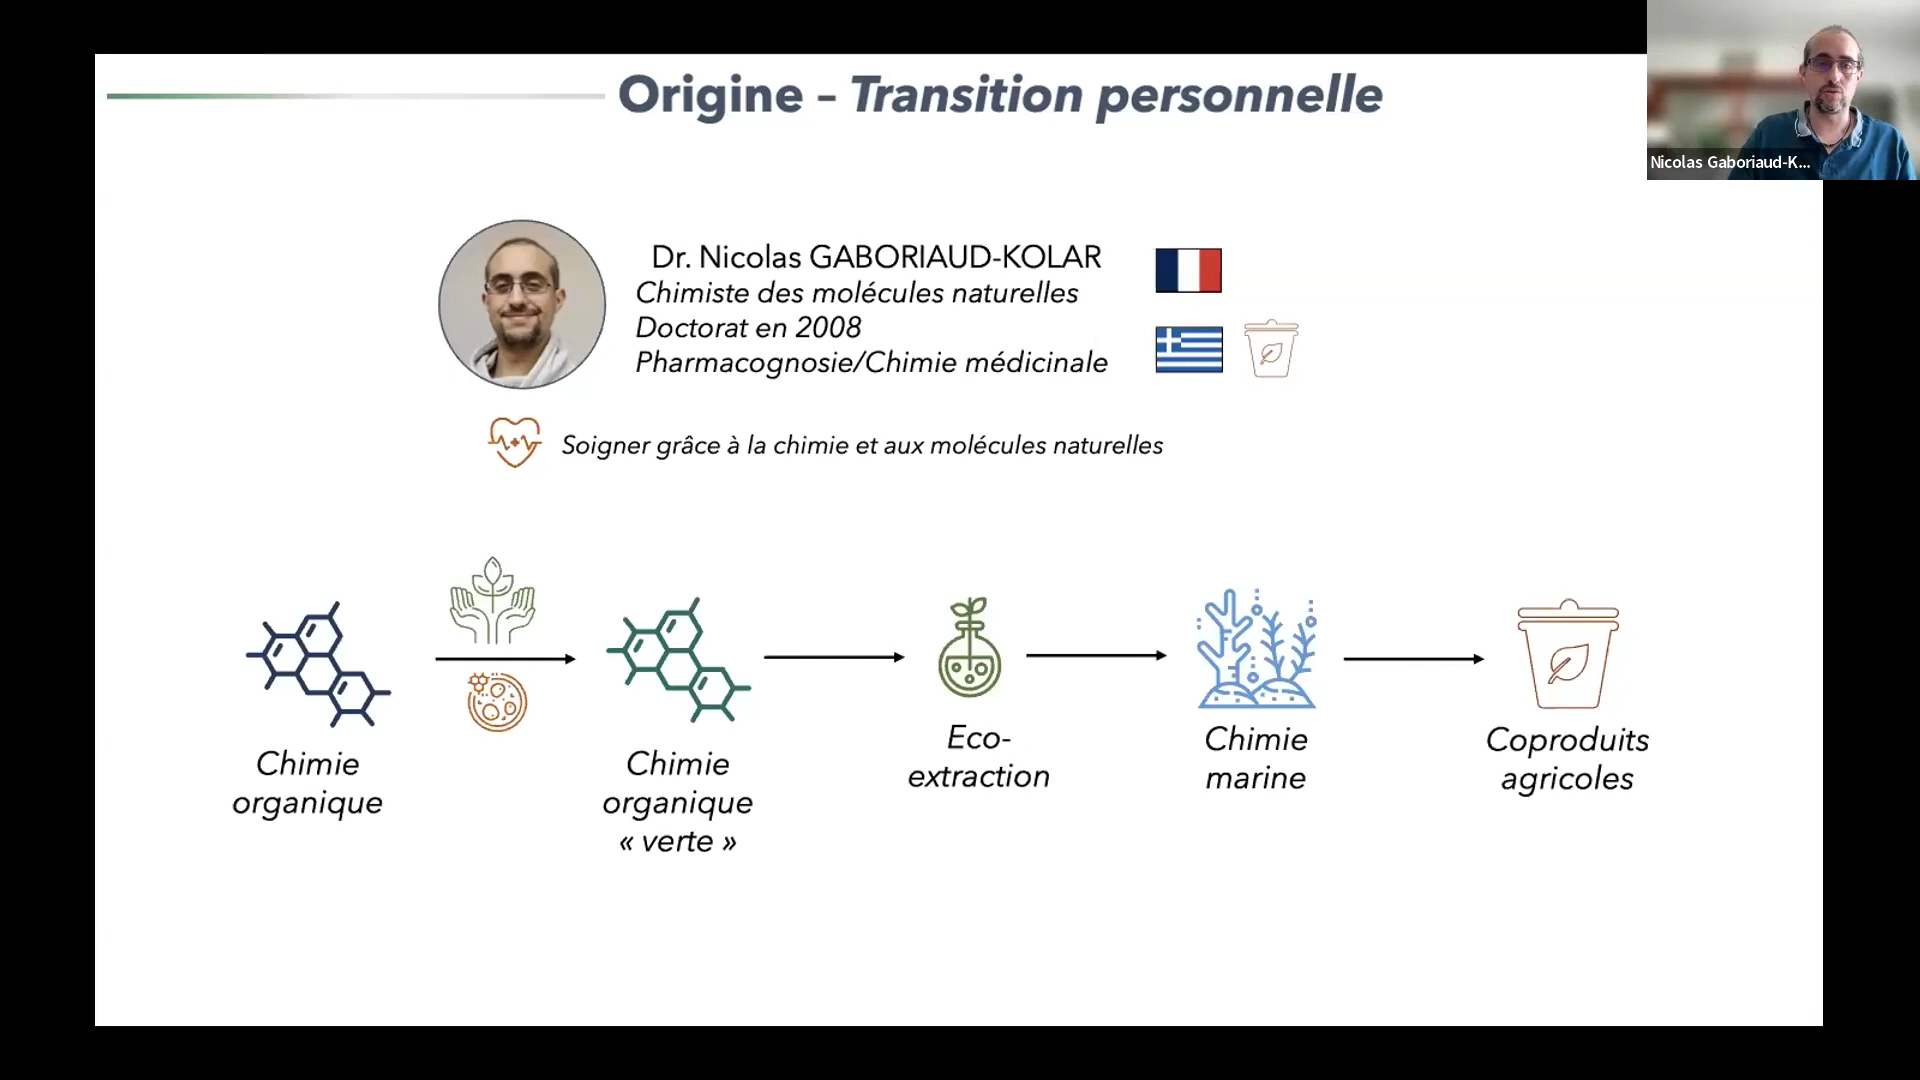 Origine – Transition personnelle
Nicolas Gaboriaud-K...
Dr. Nicolas GABORIAUD-KOLAR
Chimiste des molécules naturelles
Doctorat en 2008
Pharmacognosie/Chimie médicinale
Soigner grâce à la chimie et aux molécules naturelles
Chimie
organique
Chimie
organique
« verte »
Eco-
extraction
Chimie
marine
Coproduits
agricoles